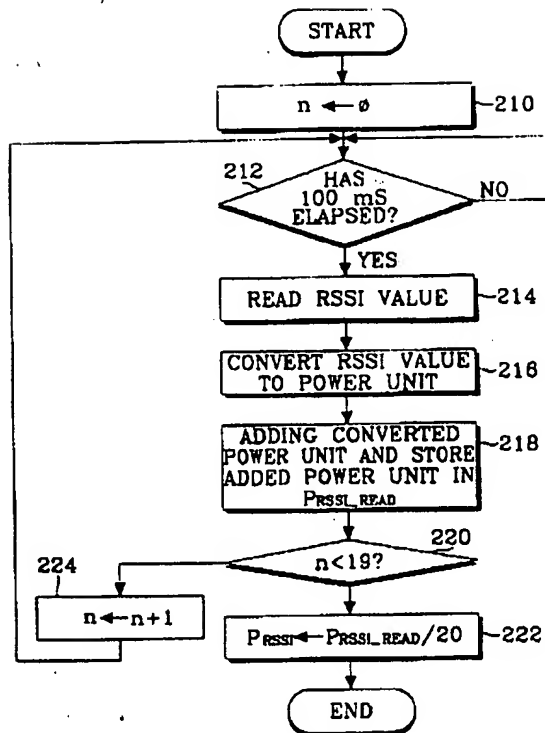 START
n ← ø
210
212
HAS
100 mS
ELAPSED?
NO
YES
READ RSSI VALUE
214
CONVERT RSSI VALUE
TO POWER UNIT
216
ADDING CONVERTED
POWER UNIT AND STORE
ADDED POWER UNIT IN
PRSSI_READ
218
220
n<19?
224
n←n+1
PRSSI←PRSSI_READ/20
222
END